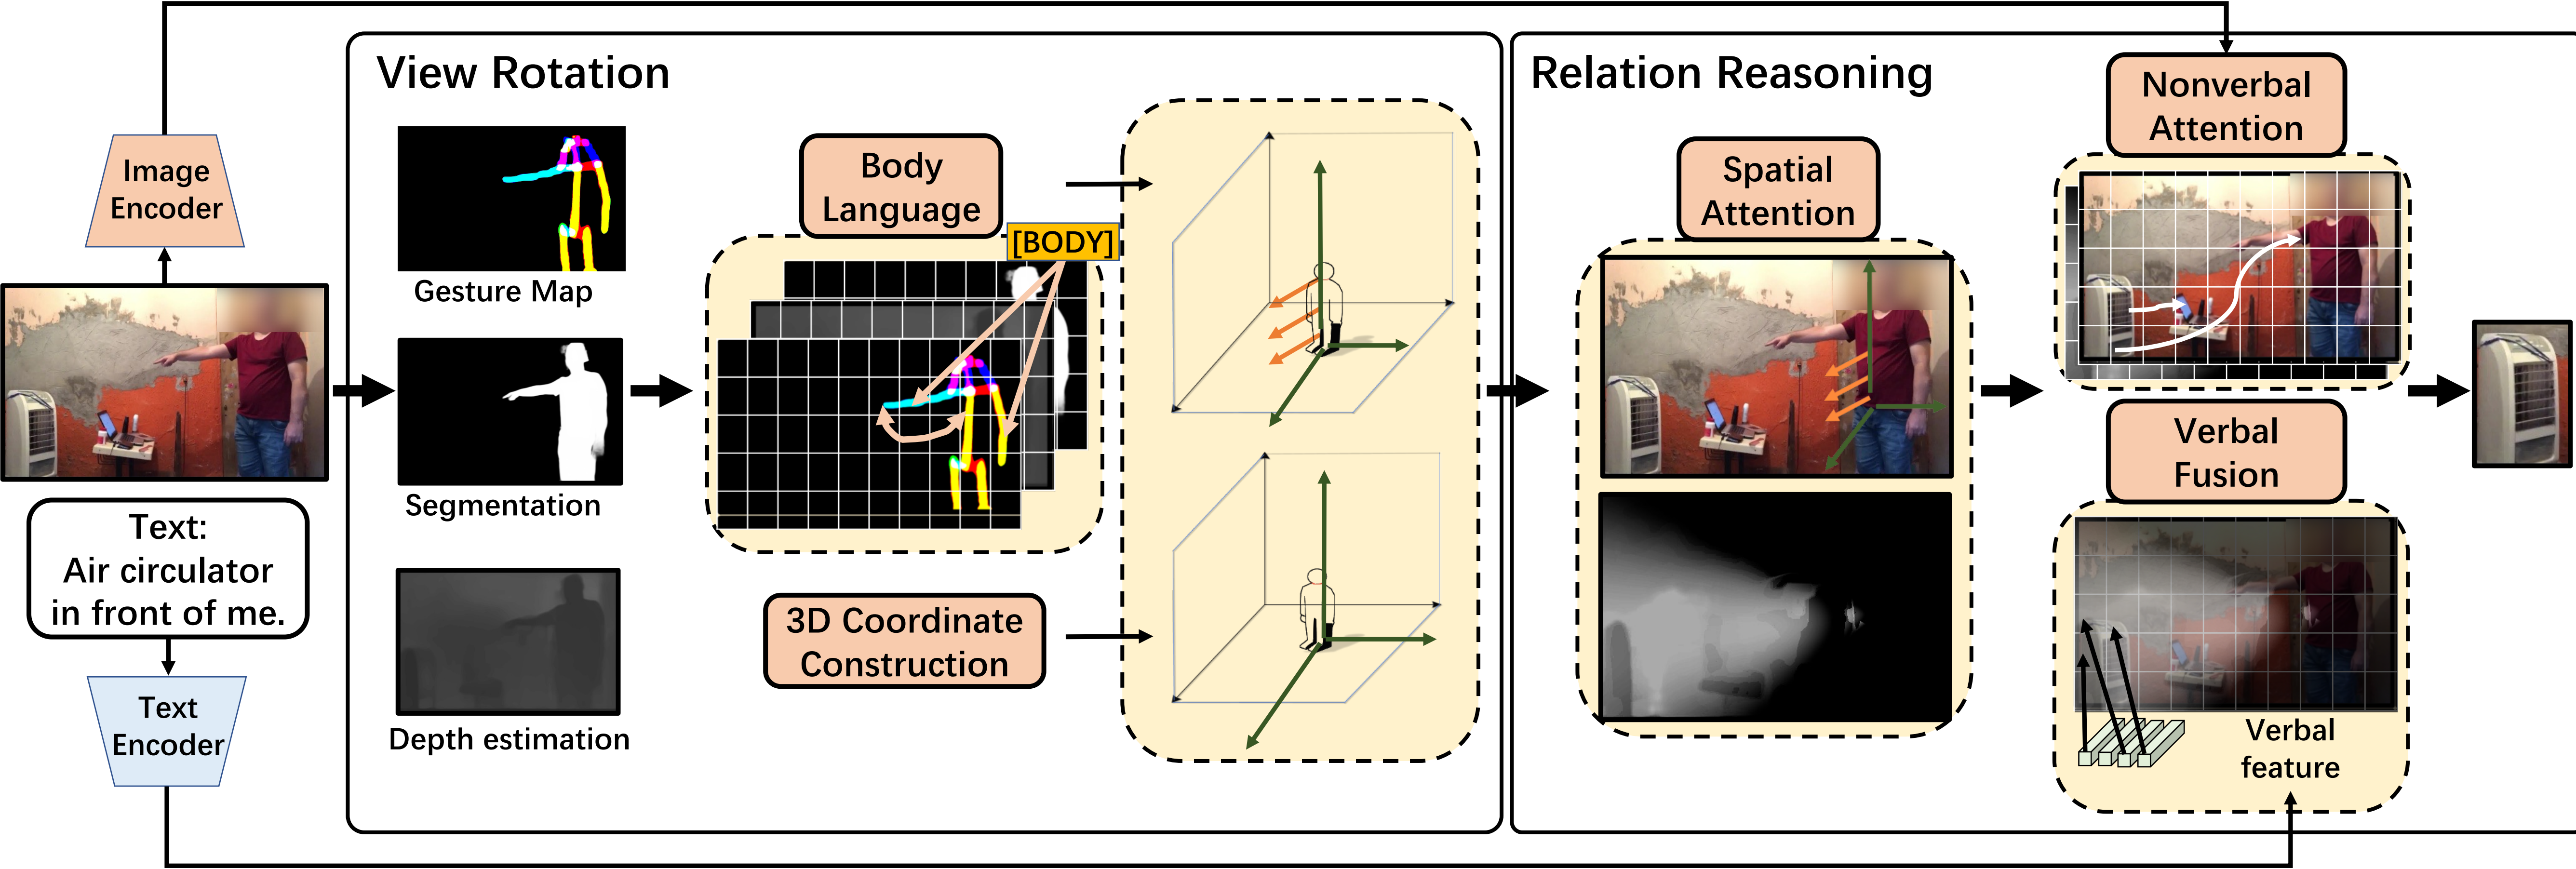 View Rotation
Relation Reasoning
Image
Encoder
Text:
Air circulator
in front of me.
Text
Encoder
Gesture Map
Segmentation
Depth estimation
Body
Language
[BODY]
3D Coordinate
Construction
Spatial
Attention
Nonverbal
Attention
Verbal
Fusion
Verbal
feature